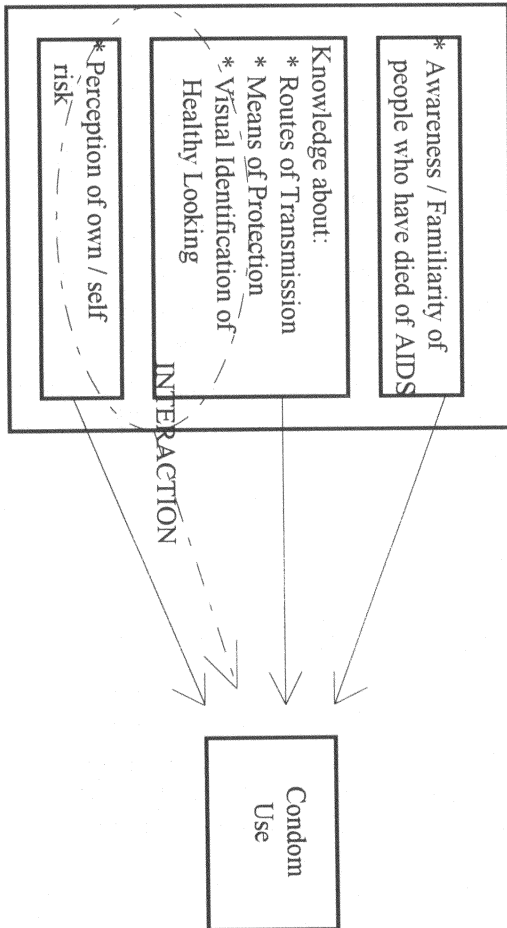 * Awareness / Familiarity of
people who have died of AIDS
Knowledge about:
* Routes of Transmission
* Means of Protection
* Visual Identification of
Healthy Looking
* Perception of own / self
risk
INTERACTION
Condom
Use